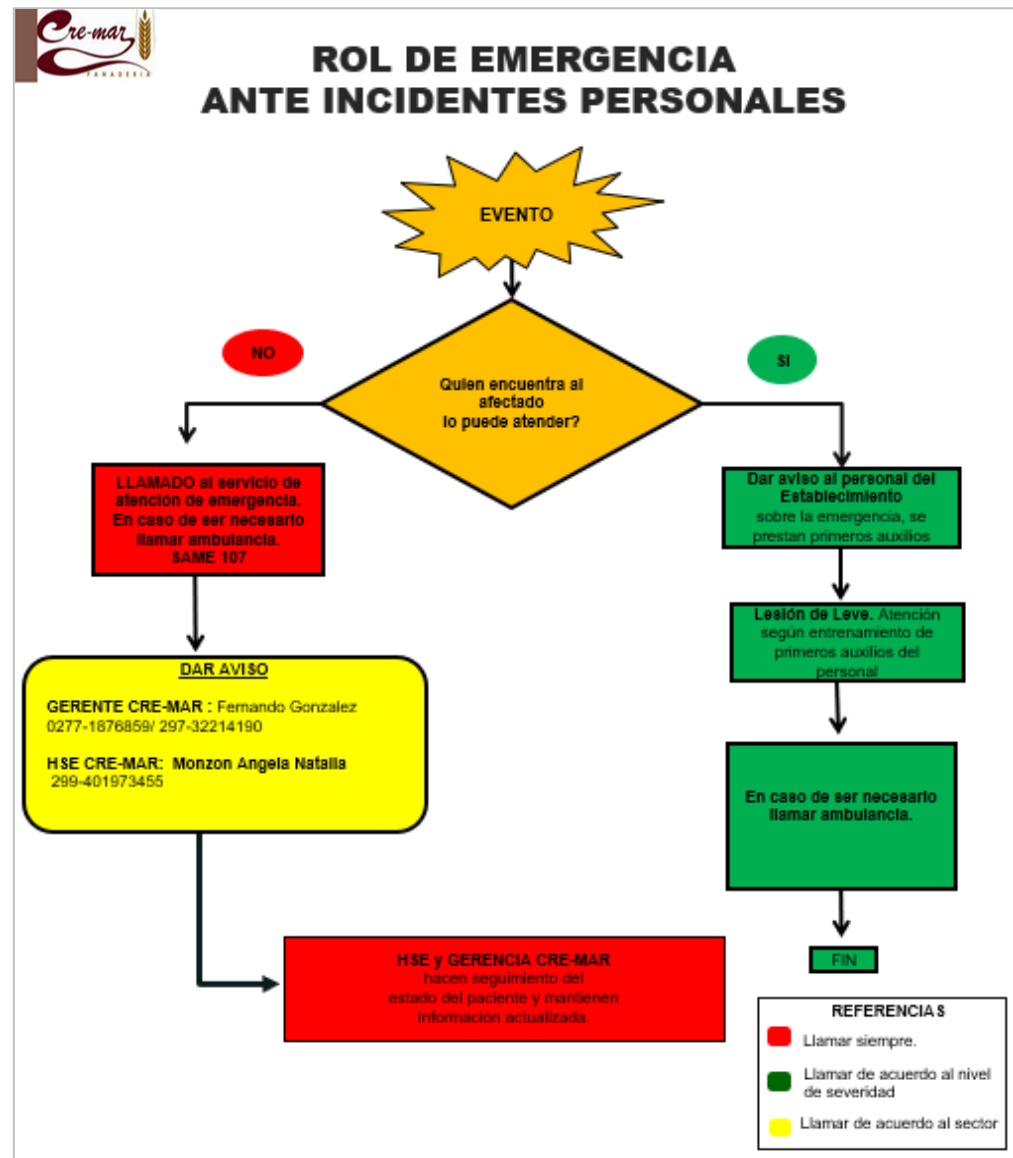 Cre-mar
PANADERIA
ROL DE EMERGENCIA
ANTE INCIDENTES PERSONALES
EVENTO
NO
SI
Quien encuentra al
afectado
lo puede atender?
LLAMADO al servicio de
atención de emergencia.
En caso de ser necesario
llamar ambulancia.
SAME 107
Dar aviso al personal del
Establecimiento
sobre la emergencia, se
prestan primeros auxilios
Lesión de Leve. Atención
según entrenamiento de
primeros auxilios del
personal
DAR AVISO
GERENTE CRE-MAR : Fernando Gonzalez
0277-1876859/ 297-32214190
HSE CRE-MAR: Monzon Angela Natalia
299-401973455
En caso de ser necesario
llamar ambulancia.
FIN
HSE y GERENCIA CRE-MAR
hacen seguimiento del
estado del paciente y mantienen
información actualizada.
REFERENCIAS
Llamar siempre.
Llamar de acuerdo al nivel
de severidad
Llamar de acuerdo al sector